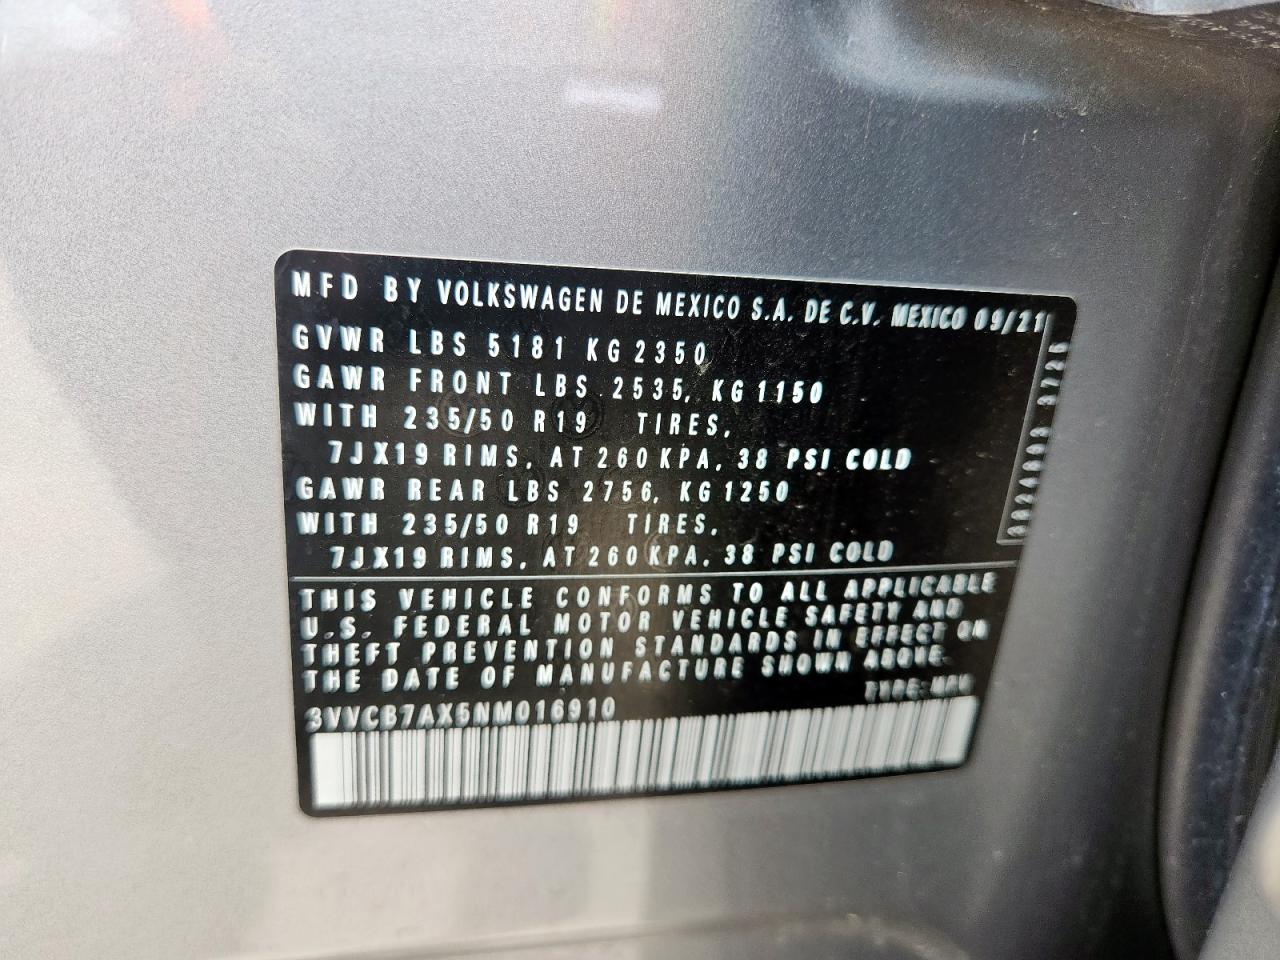 MFD BY VOLKSWAGEN DE MEXICO S.A. DE C.V. MEXICO 09/21
GVWR LBS 5181 KG 2350
GAWR FRONT LBS 2535, KG 1150
WITH 235/50 R19 TIRES,
7JX19 RIMS, AT 260 KPA, 38 PSI COLD
GAWR REAR LBS 2756, KG 1250
WITH 235/50 R19 TIRES,
7JX19 RIMS, AT 260 KPA, 38 PSI COLD
THIS VEHICLE CONFORMS TO ALL APPLICABLE
U.S. FEDERAL MOTOR VEHICLE SAFETY AND
THEFT PREVENTION STANDARDS IN EFFECT ON
THE DATE OF MANUFACTURE SHOWN ABOVE.
TYPE: MPV
3VVCB7AX5NM016910